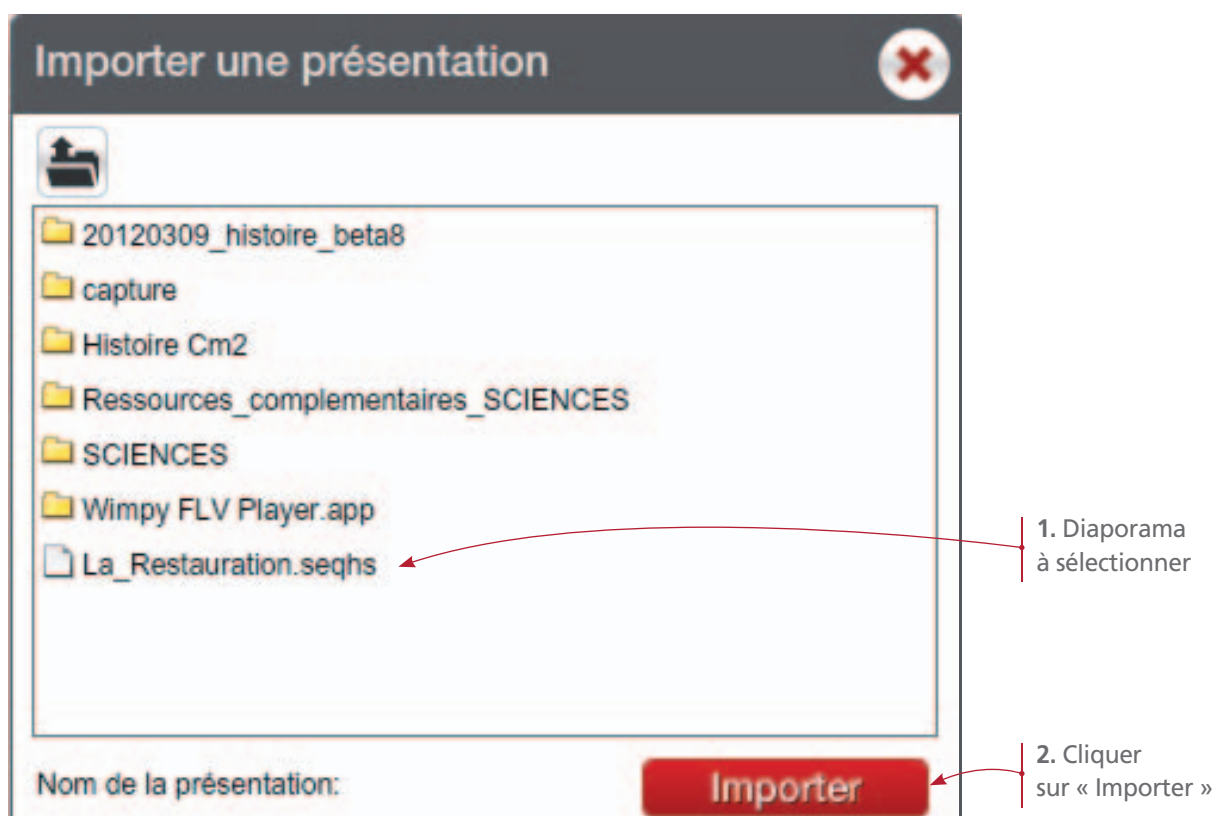 Importer une présentation
20120309_histoire_beta8
capture
Histoire Cm2
Ressources_complementaires_SCIENCES
SCIENCES
Wimpy FLV Player.app
La_Restauration.seqhs
1. Diaporama
à sélectionner
Nom de la présentation:
Importer
2. Cliquer
sur « Importer »